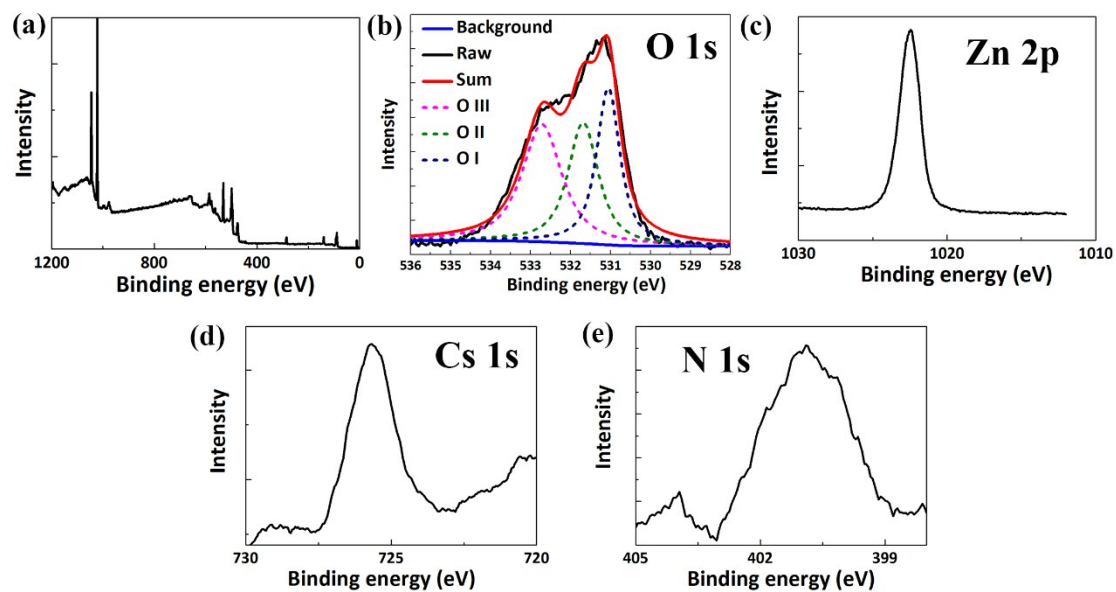 (a)
Intensity
1200
800
400
0
Binding energy (eV)
(b)
Background
Raw
Sum
O III
O II
O I
O 1s
Intensity
536
535
534
533
532
531
530
529
528
Binding energy (eV)
(c)
Zn 2p
Intensity
1030
1020
1010
Binding energy (eV)
(d)
Cs 1s
Intensity
730
725
720
Binding energy (eV)
(e)
N 1s
Intensity
405
402
399
Binding energy (eV)